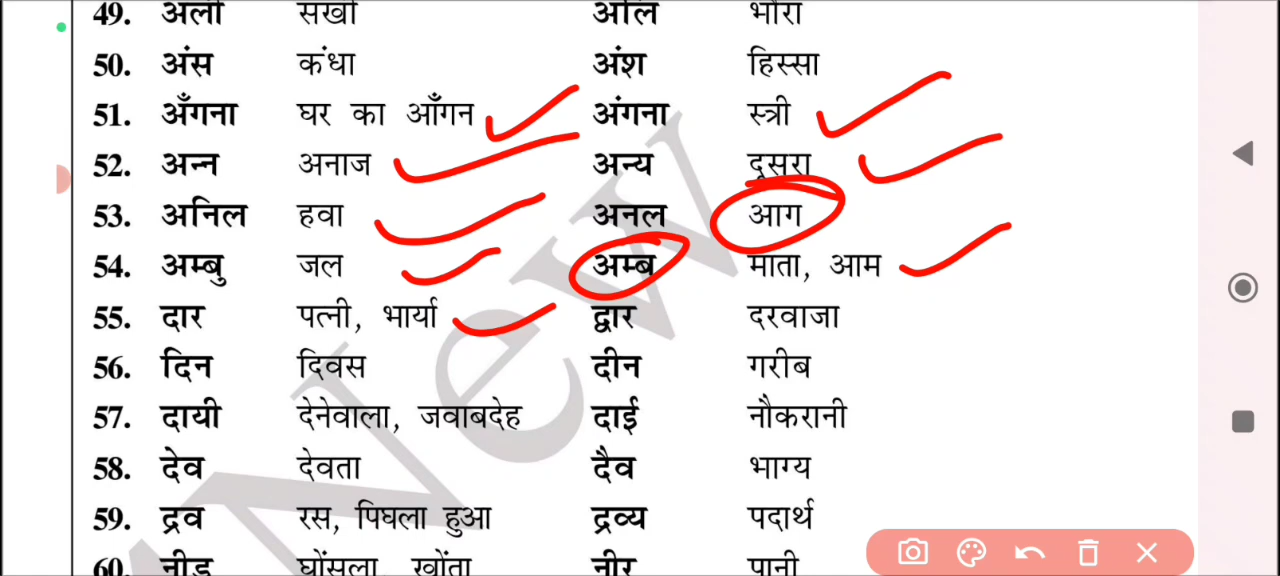 49. अली सखी अलि भौंरा
50. अंस कंधा अंश हिस्सा
51. अँगना घर का आँगन अंगना स्त्री
52. अन्न अनाज अन्य दूसरा
53. अनिल हवा अनल आग
54. अम्बु जल अम्ब माता, आम
55. दार पत्नी, भार्या द्वार दरवाजा
56. दिन दिवस दीन गरीब
57. दायी देनेवाला, जवाबदेह दाई नौकरानी
58. देव देवता दैव भाग्य
59. द्रव रस, पिघला हुआ द्रव्य पदार्थ
60. नीड़ घोंसला, खोंता नीर पानी
New